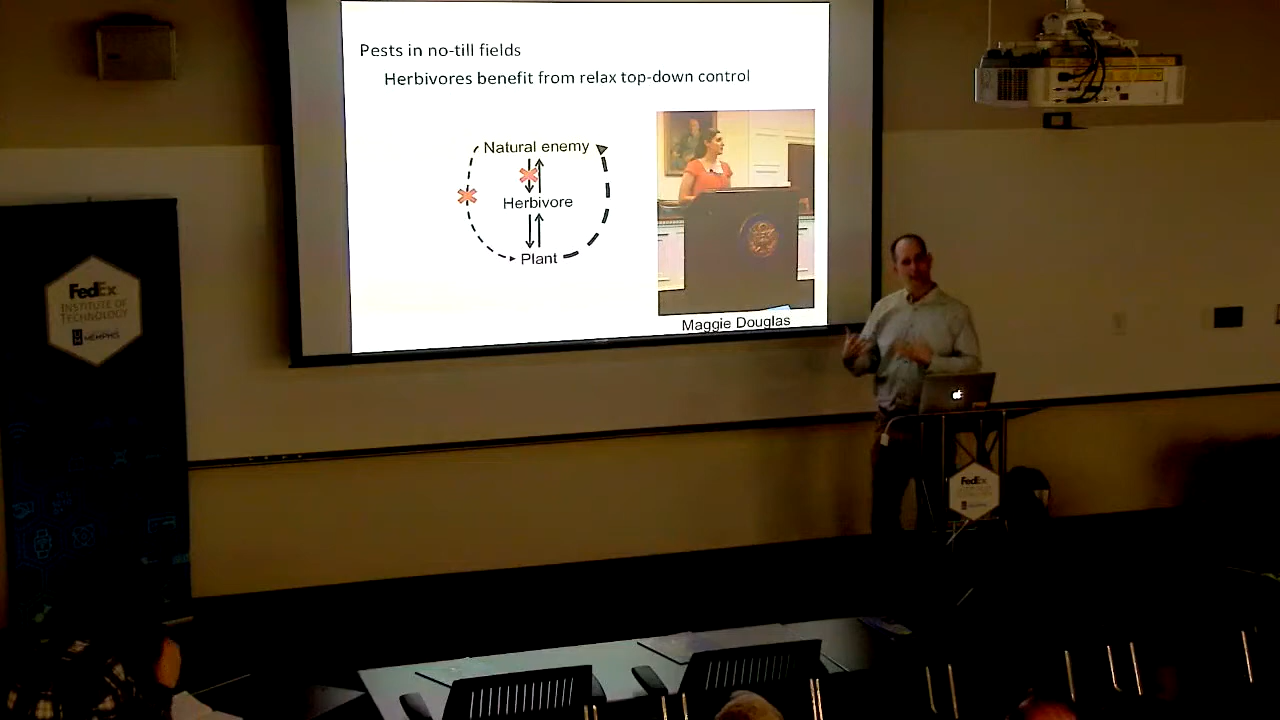 Pests in no-till fields
Herbivores benefit from relax top-down control
Natural enemy
Herbivore
Plant
Maggie Douglas
FedEx
INSTITUTE OF
TECHNOLOGY
MEMPHIS
FedEx